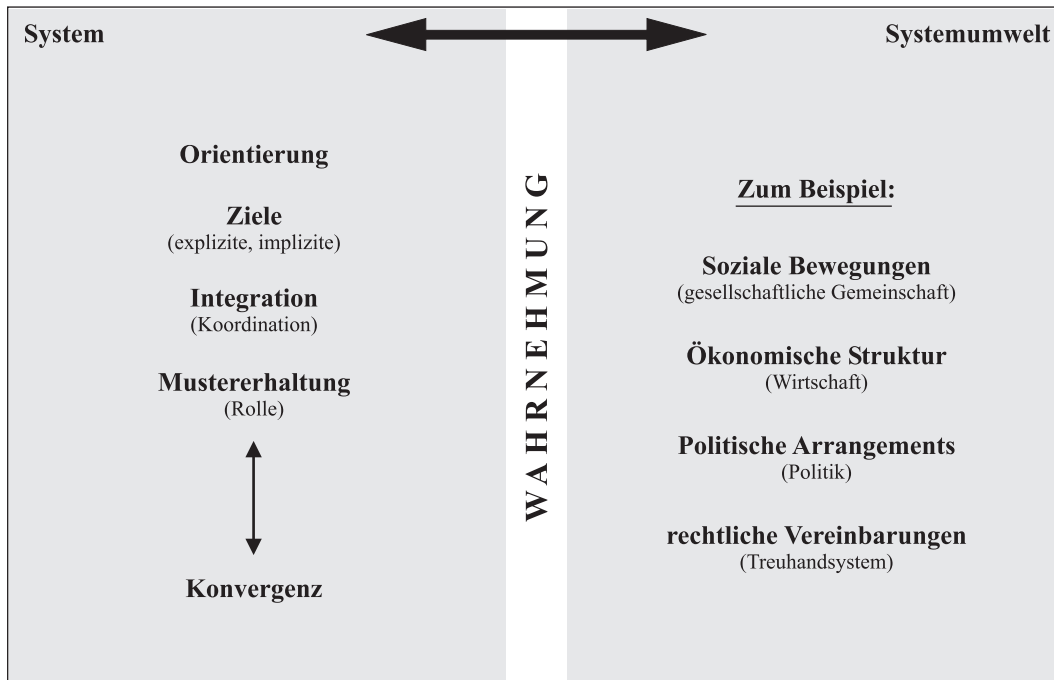 System
Systemumwelt
Orientierung
Ziele
(explizite, implizite)
Integration
(Koordination)
Mustererhaltung
(Rolle)
Konvergenz
WAHRNEHMUNG
Zum Beispiel:
Soziale Bewegungen
(gesellschaftliche Gemeinschaft)
Ökonomische Struktur
(Wirtschaft)
Politische Arrangements
(Politik)
rechtliche Vereinbarungen
(Treuhandsystem)